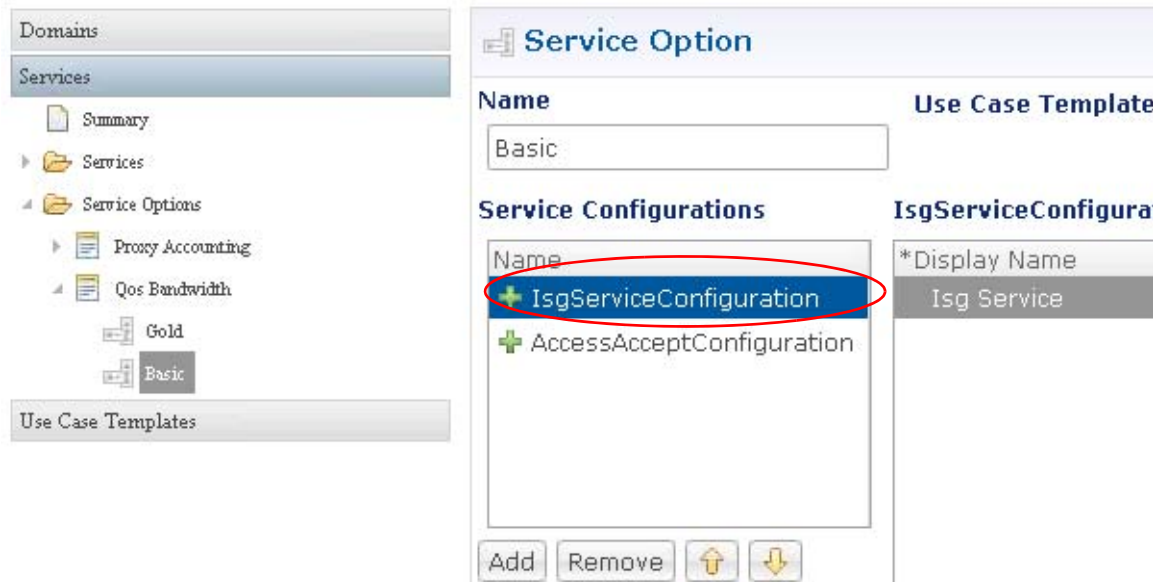 Domains
Services
Summary
Services
Service Options
Proxy Accounting
Qos Bandwidth
Gold
Basic
Use Case Templates
Service Option
Name
Use Case Template
Basic
Service Configurations
IsgServiceConfigura
Name
IsgServiceConfiguration
AccessAcceptConfiguration
*Display Name
Isg Service
Add Remove